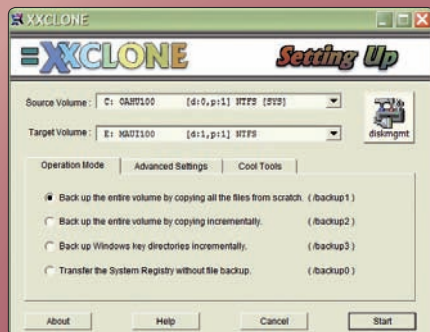 XXCLONE
=XXCLONE Setting Up
Source Volume : C: OAHU100 [d:0,p:1] NTFS [SYS]
Target Volume : E: MAUI100 [d:1,p:1] NTFS
diskmgmt
Operation Mode Advanced Settings Cool Tools
Back up the entire volume by copying all the files from scratch. (/backup1)
Back up the entire volume by copying incrementally. (/backup2)
Back up Windows key directories incrementally. (/backup3)
Transfer the System Registry without file backup. (/backup0)
About Help Cancel Start